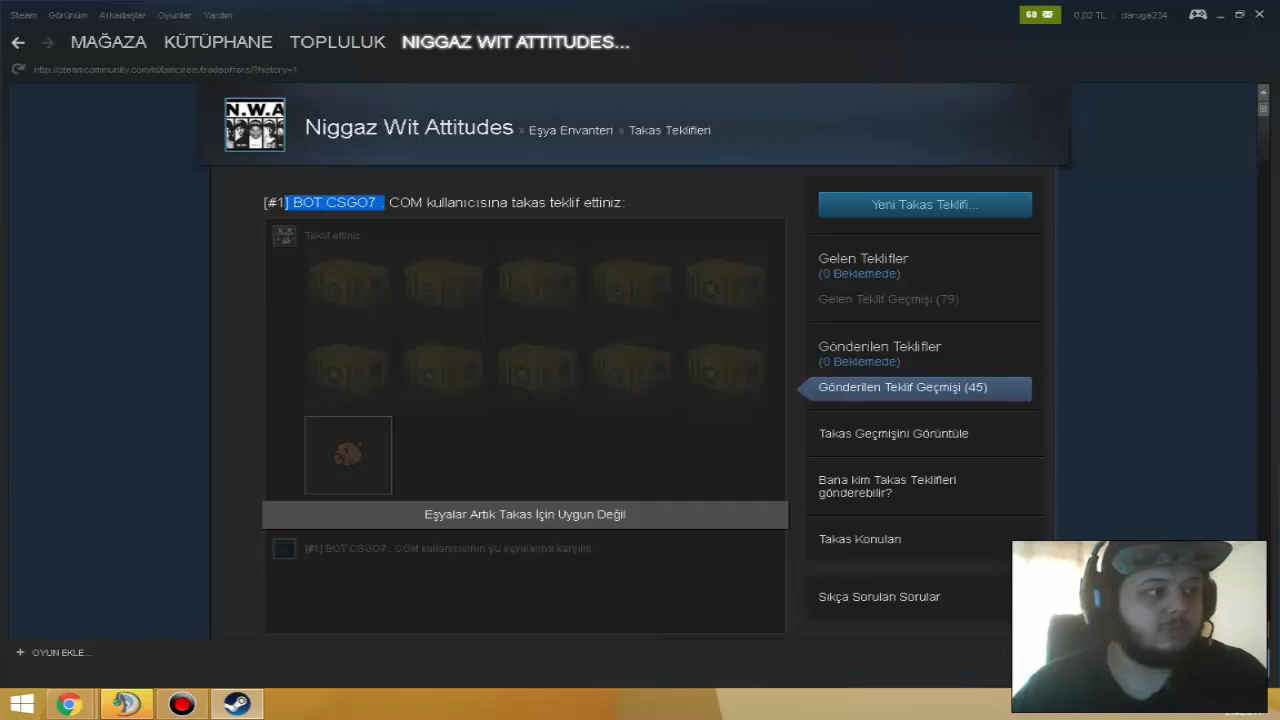 Steam Görünüm Arkadaşlar Oyunlar Yardım
60 0,02 TL daruga234
MAĞAZA KÜTÜPHANE TOPLULUK NIGGAZ WIT ATTITUDES...
N.W.A
Niggaz Wit Attitudes » Eşya Envanteri » Takas Teklifleri
[#1] BOT CSGO7 . COM kullanıcısına takas teklif ettiniz:
Teklif ettiniz
Eşyalar Artık Takas İçin Uygun Değil
[#1] BOT CSGO7 . COM kullanıcısının şu eşyalarına karşılık
Yeni Takas Teklifi...
Gelen Teklifler
(0 Beklemede)
Gelen Teklif Geçmişi (79)
Gönderilen Teklifler
(0 Beklemede)
Gönderilen Teklif Geçmişi (45)
Takas Geçmişini Görüntüle
Bana kim Takas Teklifleri
gönderebilir?
Takas Konuları
Sıkça Sorulan Sorular
+ OYUN EKLE...